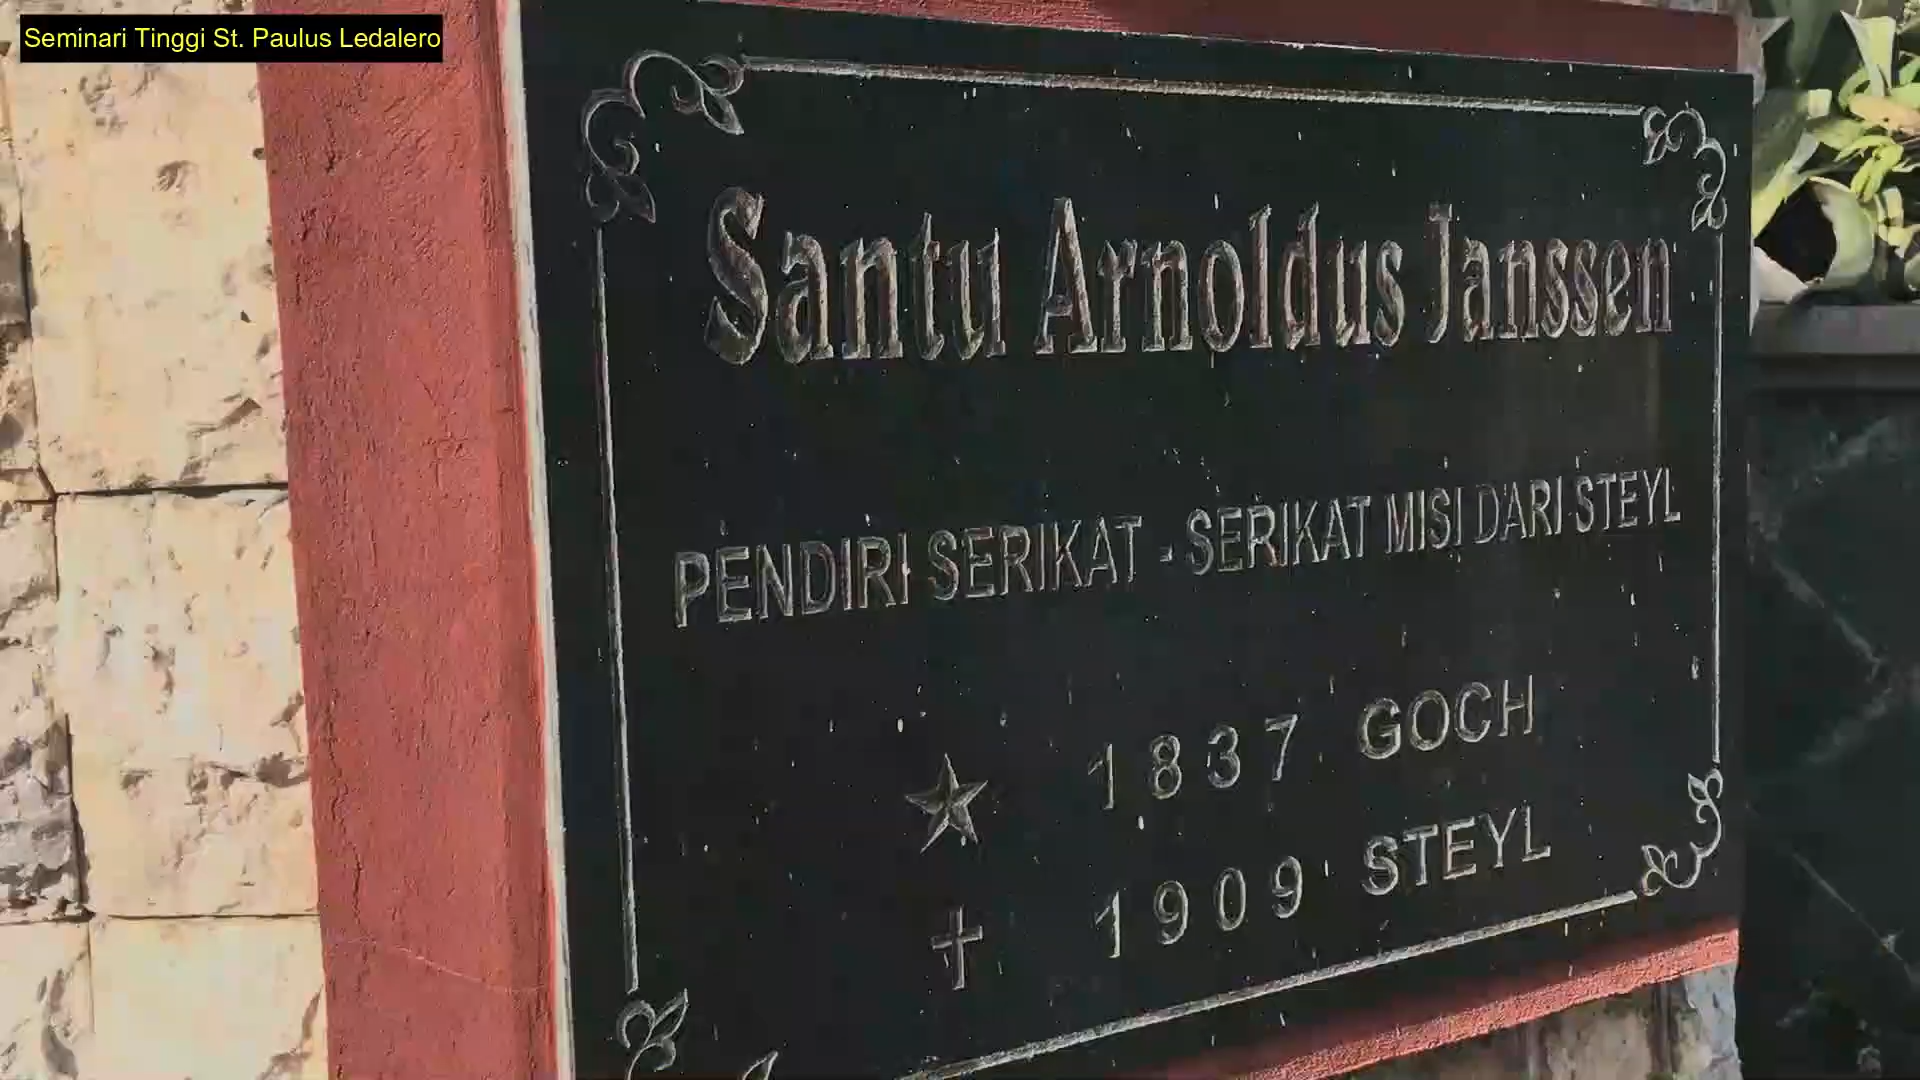 Seminari Tinggi St. Paulus Ledalero
Santu Arnoldus Janssen
PENDIRI SERIKAT - SERIKAT MISI DARI STEYL
★ 1837 GOCH
✝ 1909 STEYL